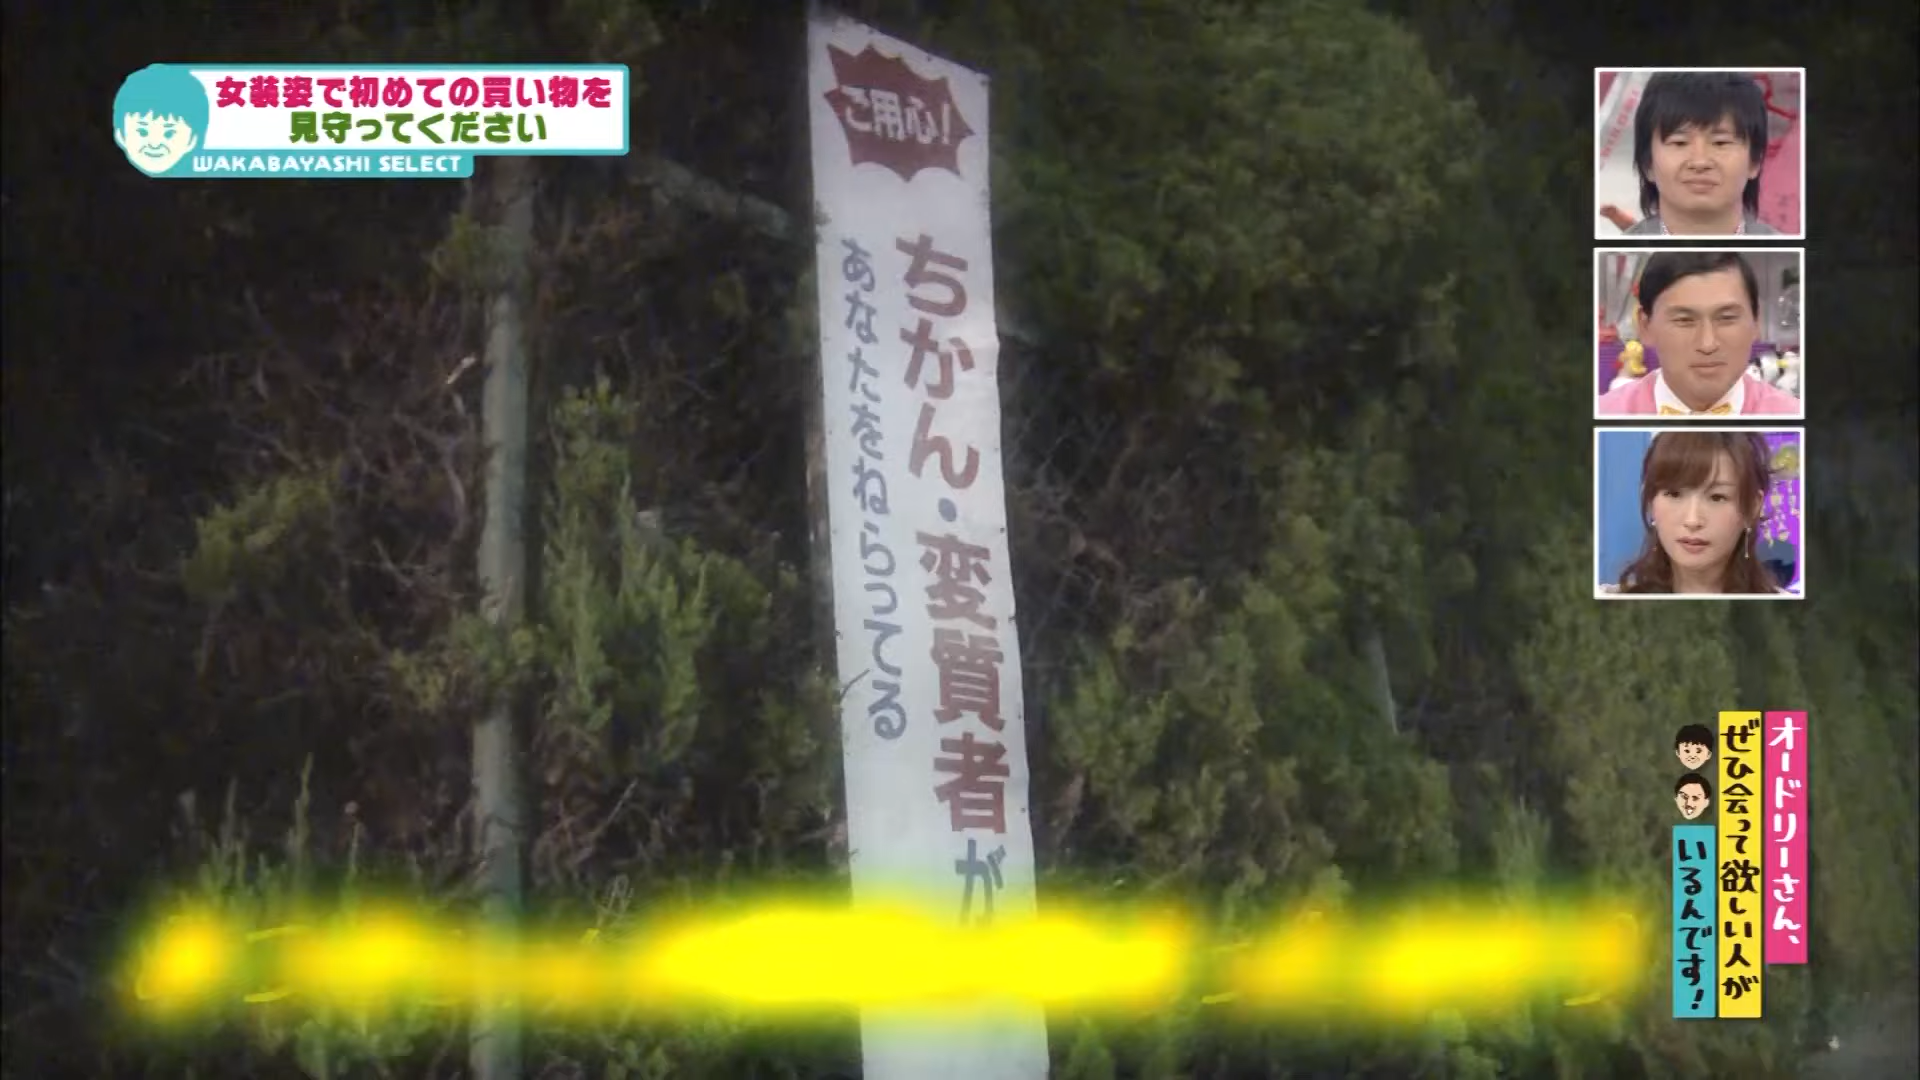 女装姿で初めての買い物を
見守ってください
WAKABAYASHI SELECT
ご用心!
ちかん・変質者が
あなたをねらってる
オードリーさん、
ぜひ会って欲しい人が
いるんです!